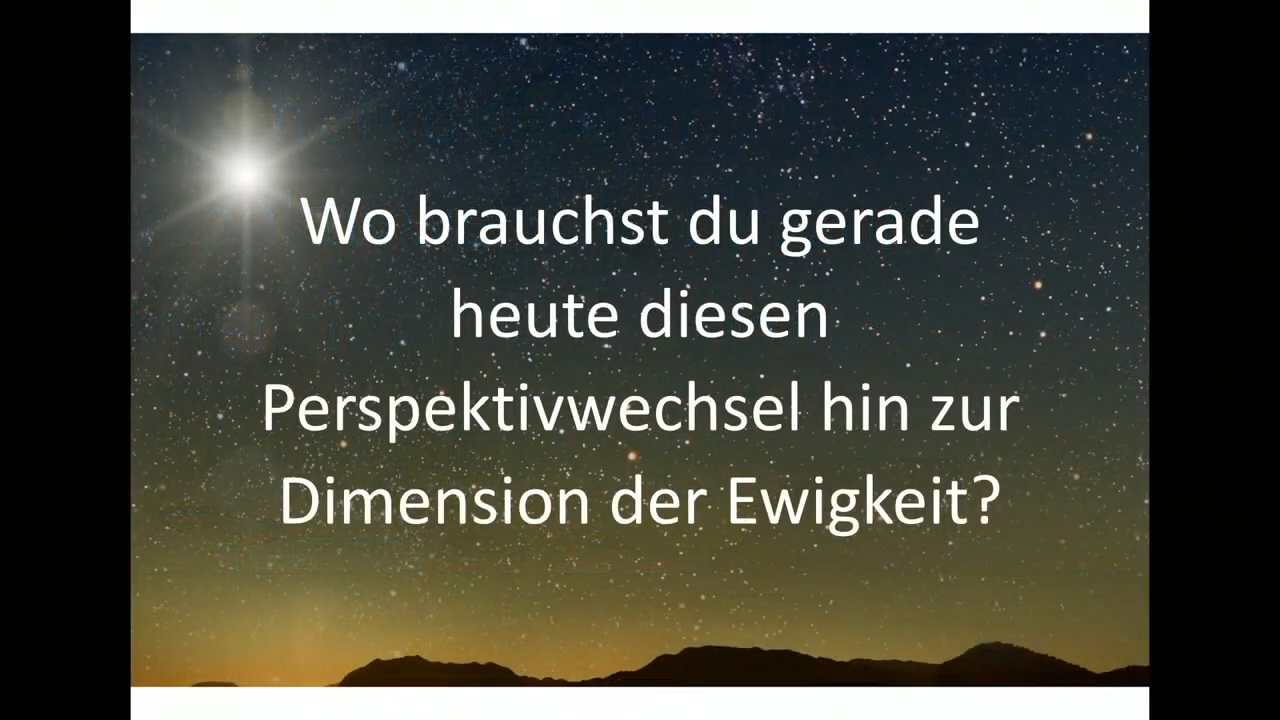 Wo brauchst du gerade
heute diesen
Perspektivwechsel hin zur
Dimension der Ewigkeit?